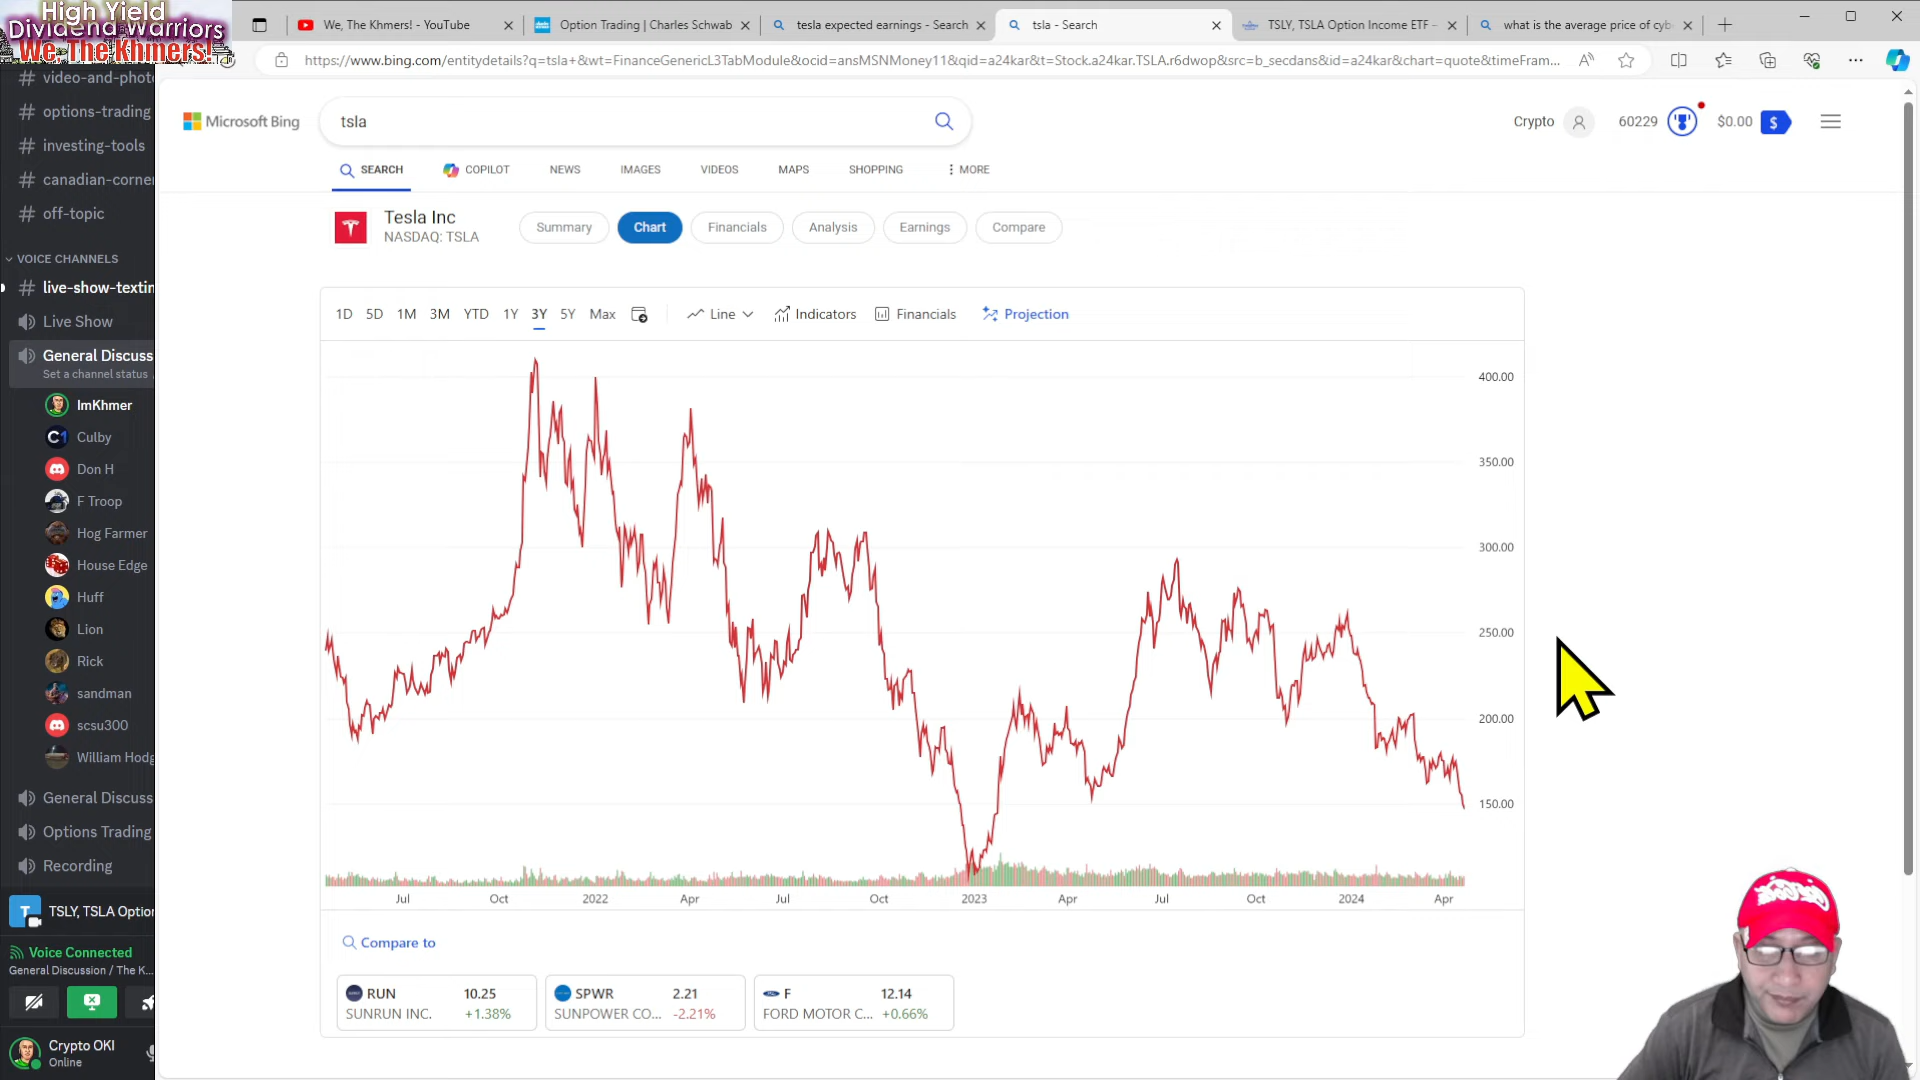 High Yield
Dividend Warriors
We The Khmers!
We, The Khmers! - YouTube
Option Trading | Charles Schwab
tesla expected earnings - Search
tsla - Search
TSLY, TSLA Option Income ETF -
what is the average price of cyb
https://www.bing.com/entitydetails?q=tsla+&wt=FinanceGenericL3TabModule&ocid=ansMSNMoney11&qid=a24kar&t=Stock.a24kar.TSLA.r6dwop&src=b_secdans&id=a24kar&chart=quote&timeFram...
# video-and-photo
# options-trading
# investing-tools
# canadian-corner
# off-topic
VOICE CHANNELS
# live-show-textin
Live Show
General Discuss
Set a channel status
ImKhmer
Culby
Don H
F Troop
Hog Farmer
House Edge
Huff
Lion
Rick
sandman
scsu300
William Hodg
General Discuss
Options Trading
Recording
TSLY, TSLA Option
Voice Connected
General Discussion / The K...
Crypto OKI
Online
Microsoft Bing
tsla
Crypto
60229
$0.00
$
SEARCH
COPILOT
NEWS
IMAGES
VIDEOS
MAPS
SHOPPING
MORE
Tesla Inc
NASDAQ: TSLA
Summary
Chart
Financials
Analysis
Earnings
Compare
1D 5D 1M 3M YTD 1Y 3Y 5Y Max
Line
Indicators
Financials
Projection
400.00
350.00
300.00
250.00
200.00
150.00
Jul Oct 2022 Apr Jul Oct 2023 Apr Jul Oct 2024 Apr
Compare to
RUN 10.25
SUNRUN INC. +1.38%
SPWR 2.21
SUNPOWER CO... -2.21%
F 12.14
FORD MOTOR C... +0.66%